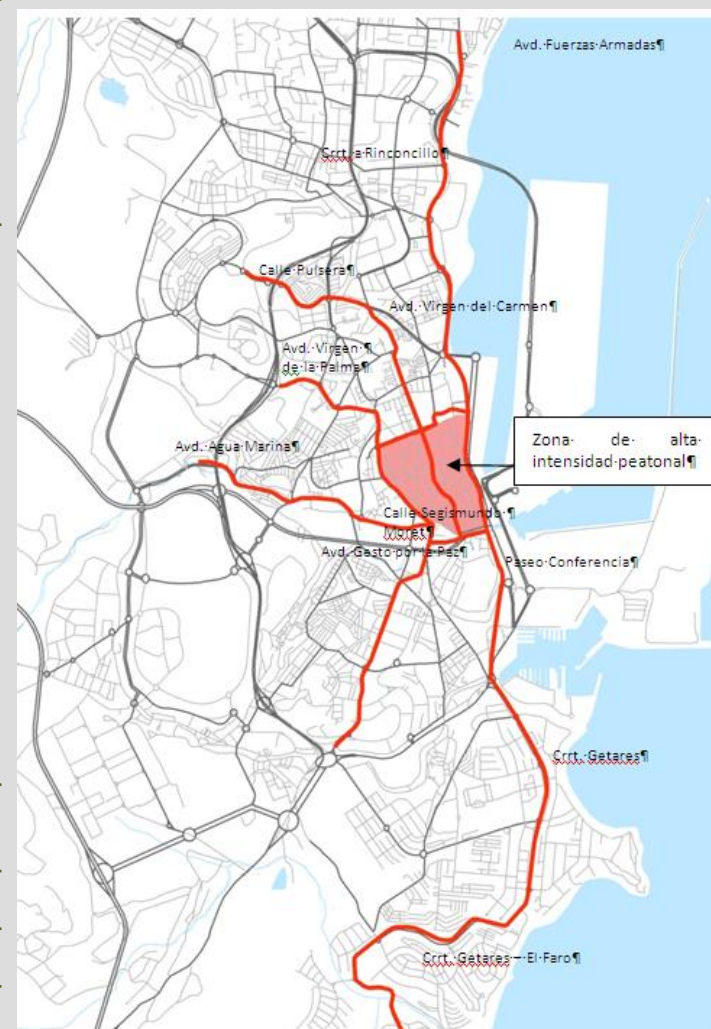 Avd.·Fuerzas·Armadas¶
Crrt.·a·Rinconcillo¶
Calle·Pulsera¶
Avd.·Virgen·del·Carmen¶
Avd.·Virgen·¶
de·la·Palma¶
Avd.·Agua·Marina¶
Zona· de· alta·
intensidad·peatonal¶
Calle·Segismundo·¶
Moret¶
Avd.·Gesto·por·la·Paz¶
Paseo·Conferencia¶
Crrt.·Getares¶
Crrt.·Getares·–·El·Faro¶